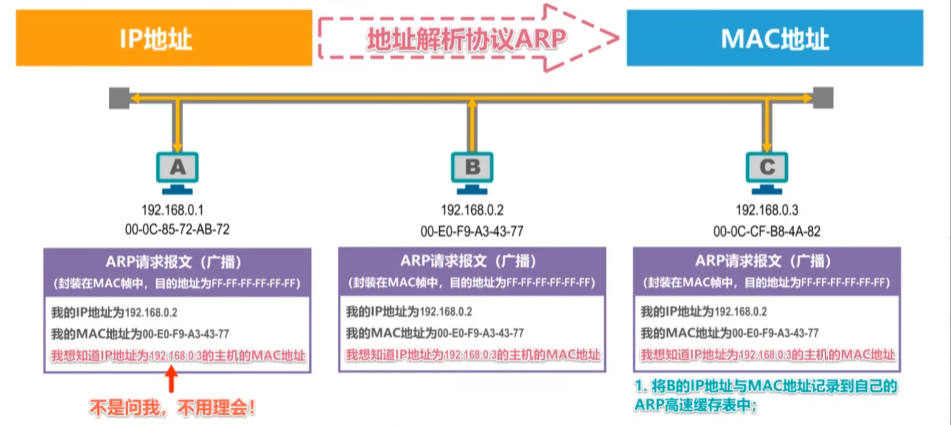 IP地址
地址解析协议ARP
MAC地址
A
B
C
192.168.0.1
00-0C-85-72-AB-72
192.168.0.2
00-E0-F9-A3-43-77
192.168.0.3
00-0C-CF-B8-4A-82
ARP请求报文（广播）
(封装在MAC帧中，目的地址为FF-FF-FF-FF-FF-FF)
我的IP地址为192.168.0.2
我的MAC地址为00-E0-F9-A3-43-77
我想知道IP地址为192.168.0.3的主机的MAC地址
不是问我，不用理会！
ARP请求报文（广播）
(封装在MAC帧中，目的地址为FF-FF-FF-FF-FF-FF)
我的IP地址为192.168.0.2
我的MAC地址为00-E0-F9-A3-43-77
我想知道IP地址为192.168.0.3的主机的MAC地址
ARP请求报文（广播）
(封装在MAC帧中，目的地址为FF-FF-FF-FF-FF-FF)
我的IP地址为192.168.0.2
我的MAC地址为00-E0-F9-A3-43-77
我想知道IP地址为192.168.0.3的主机的MAC地址
1. 将B的IP地址与MAC地址记录到自己的
ARP高速缓存表中；